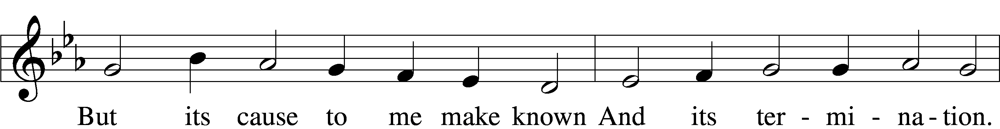 But its cause to me make known And its ter - mi - na - tion.